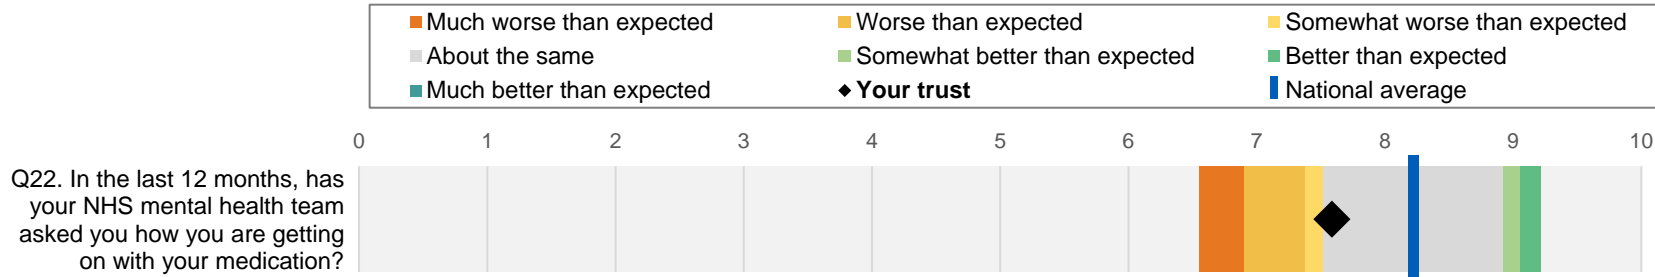 Much worse than expected Worse than expected Somewhat worse than expected
About the same Somewhat better than expected Better than expected
Much better than expected Your trust National average
0 1 2 3 4 5 6 7 8 9 10
Q22. In the last 12 months, has
your NHS mental health team
asked you how you are getting
on with your medication?